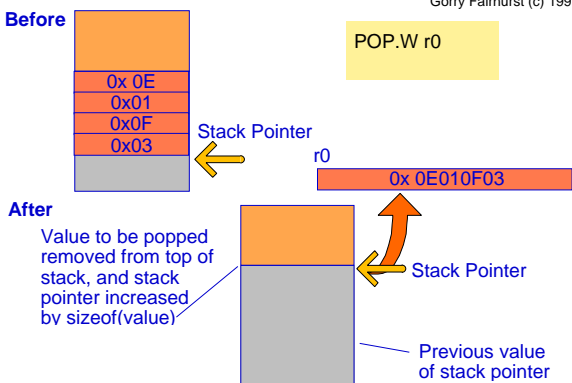 Gorry Fairhurst (c) 199
Before
POP.W r0
0x 0E
0x01
0x0F
0x03
Stack Pointer
r0
0x 0E010F03
After
Value to be popped
removed from top of
stack, and stack
pointer increased
by sizeof(value)
Stack Pointer
Previous value
of stack pointer